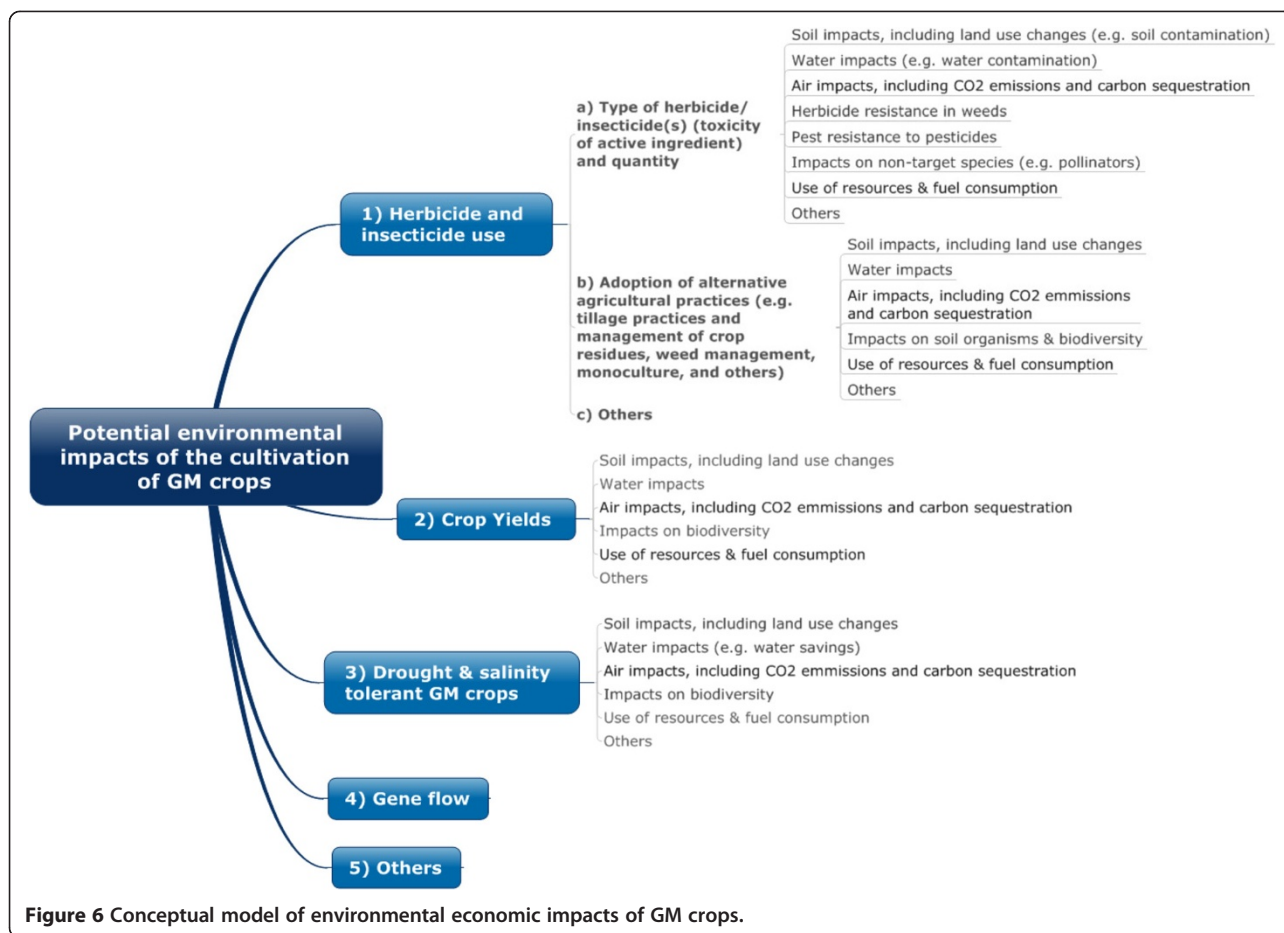 Potential environmental
impacts of the cultivation
of GM crops
1) Herbicide and
insecticide use
a) Type of herbicide/
insecticide(s) (toxicity
of active ingredient)
and quantity
Soil impacts, including land use changes (e.g. soil contamination)
Water impacts (e.g. water contamination)
Air impacts, including CO2 emissions and carbon sequestration
Herbicide resistance in weeds
Pest resistance to pesticides
Impacts on non-target species (e.g. pollinators)
Use of resources & fuel consumption
Others
b) Adoption of alternative
agricultural practices (e.g.
tillage practices and
management of crop
residues, weed management,
monoculture, and others)
Soil impacts, including land use changes
Water impacts
Air impacts, including CO2 emmissions
and carbon sequestration
Impacts on soil organisms & biodiversity
Use of resources & fuel consumption
Others
c) Others
2) Crop Yields
Soil impacts, including land use changes
Water impacts
Air impacts, including CO2 emmissions and carbon sequestration
Impacts on biodiversity
Use of resources & fuel consumption
Others
3) Drought & salinity
tolerant GM crops
Soil impacts, including land use changes
Water impacts (e.g. water savings)
Air impacts, including CO2 emmissions and carbon sequestration
Impacts on biodiversity
Use of resources & fuel consumption
Others
4) Gene flow
5) Others
Figure 6 Conceptual model of environmental economic impacts of GM crops.